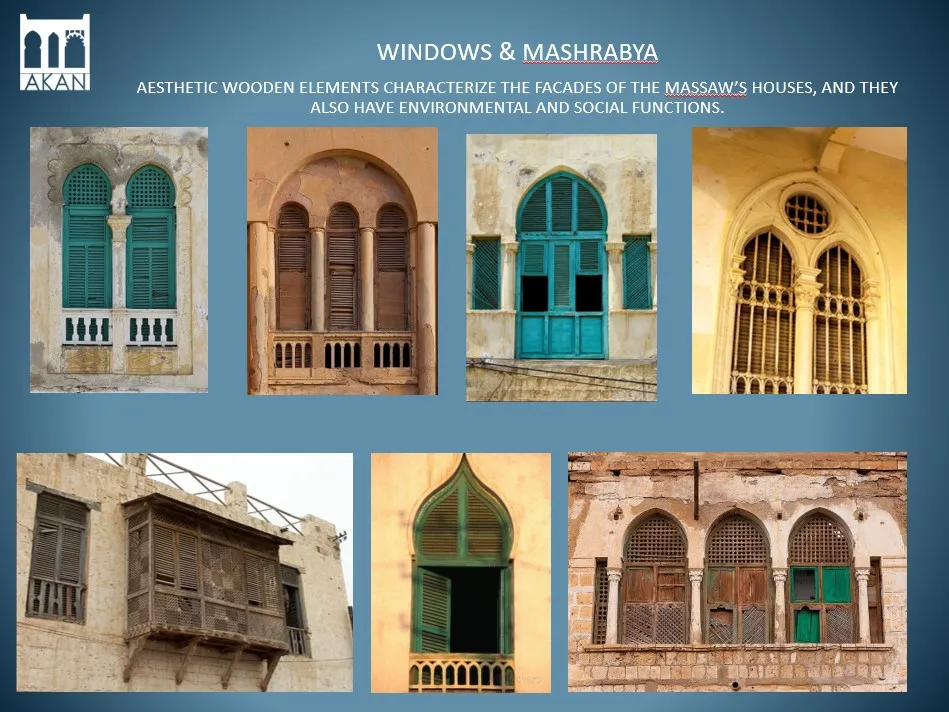 AKAN
WINDOWS & MASHRABYA
AESTHETIC WOODEN ELEMENTS CHARACTERIZE THE FACADES OF THE MASSAW’S HOUSES, AND THEY
ALSO HAVE ENVIRONMENTAL AND SOCIAL FUNCTIONS.